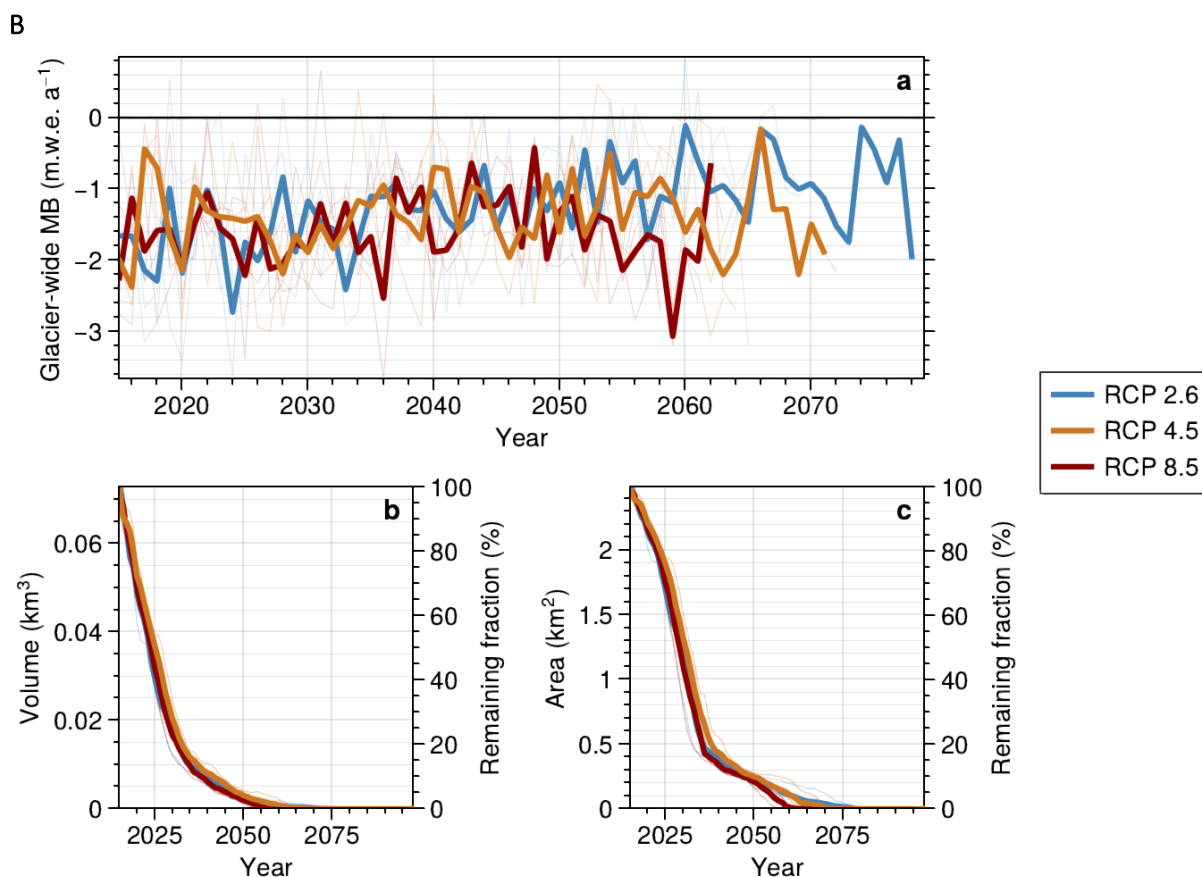 B
a
Glacier-wide MB (m.w.e. a⁻¹)
0
−1
−2
−3
2020 2030 2040 2050 2060 2070
Year
RCP 2.6
RCP 4.5
RCP 8.5
b
Volume (km³)
0.06
0.04
0.02
0
100
80
60
40
20
0
Remaining fraction (%)
2025 2050 2075
Year
c
Area (km²)
2
1.5
1
0.5
0
100
80
60
40
20
0
Remaining fraction (%)
2025 2050 2075
Year